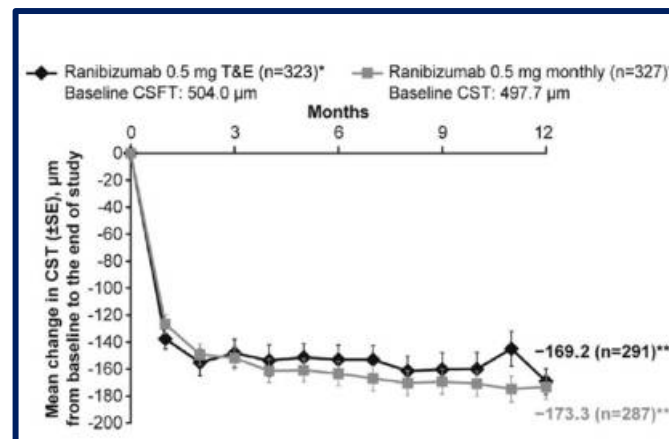 Ranibizumab 0.5 mg T&E (n=323)*
Baseline CSFT: 504.0 µm
Ranibizumab 0.5 mg monthly (n=327)
Baseline CST: 497.7 µm
Months
0 3 6 9 12
Mean change in CST (±SE), µm
from baseline to the end of study
0
-20
-40
-60
-80
-100
-120
-140
-160
-180
-200
−169.2 (n=291)**
−173.3 (n=287)**